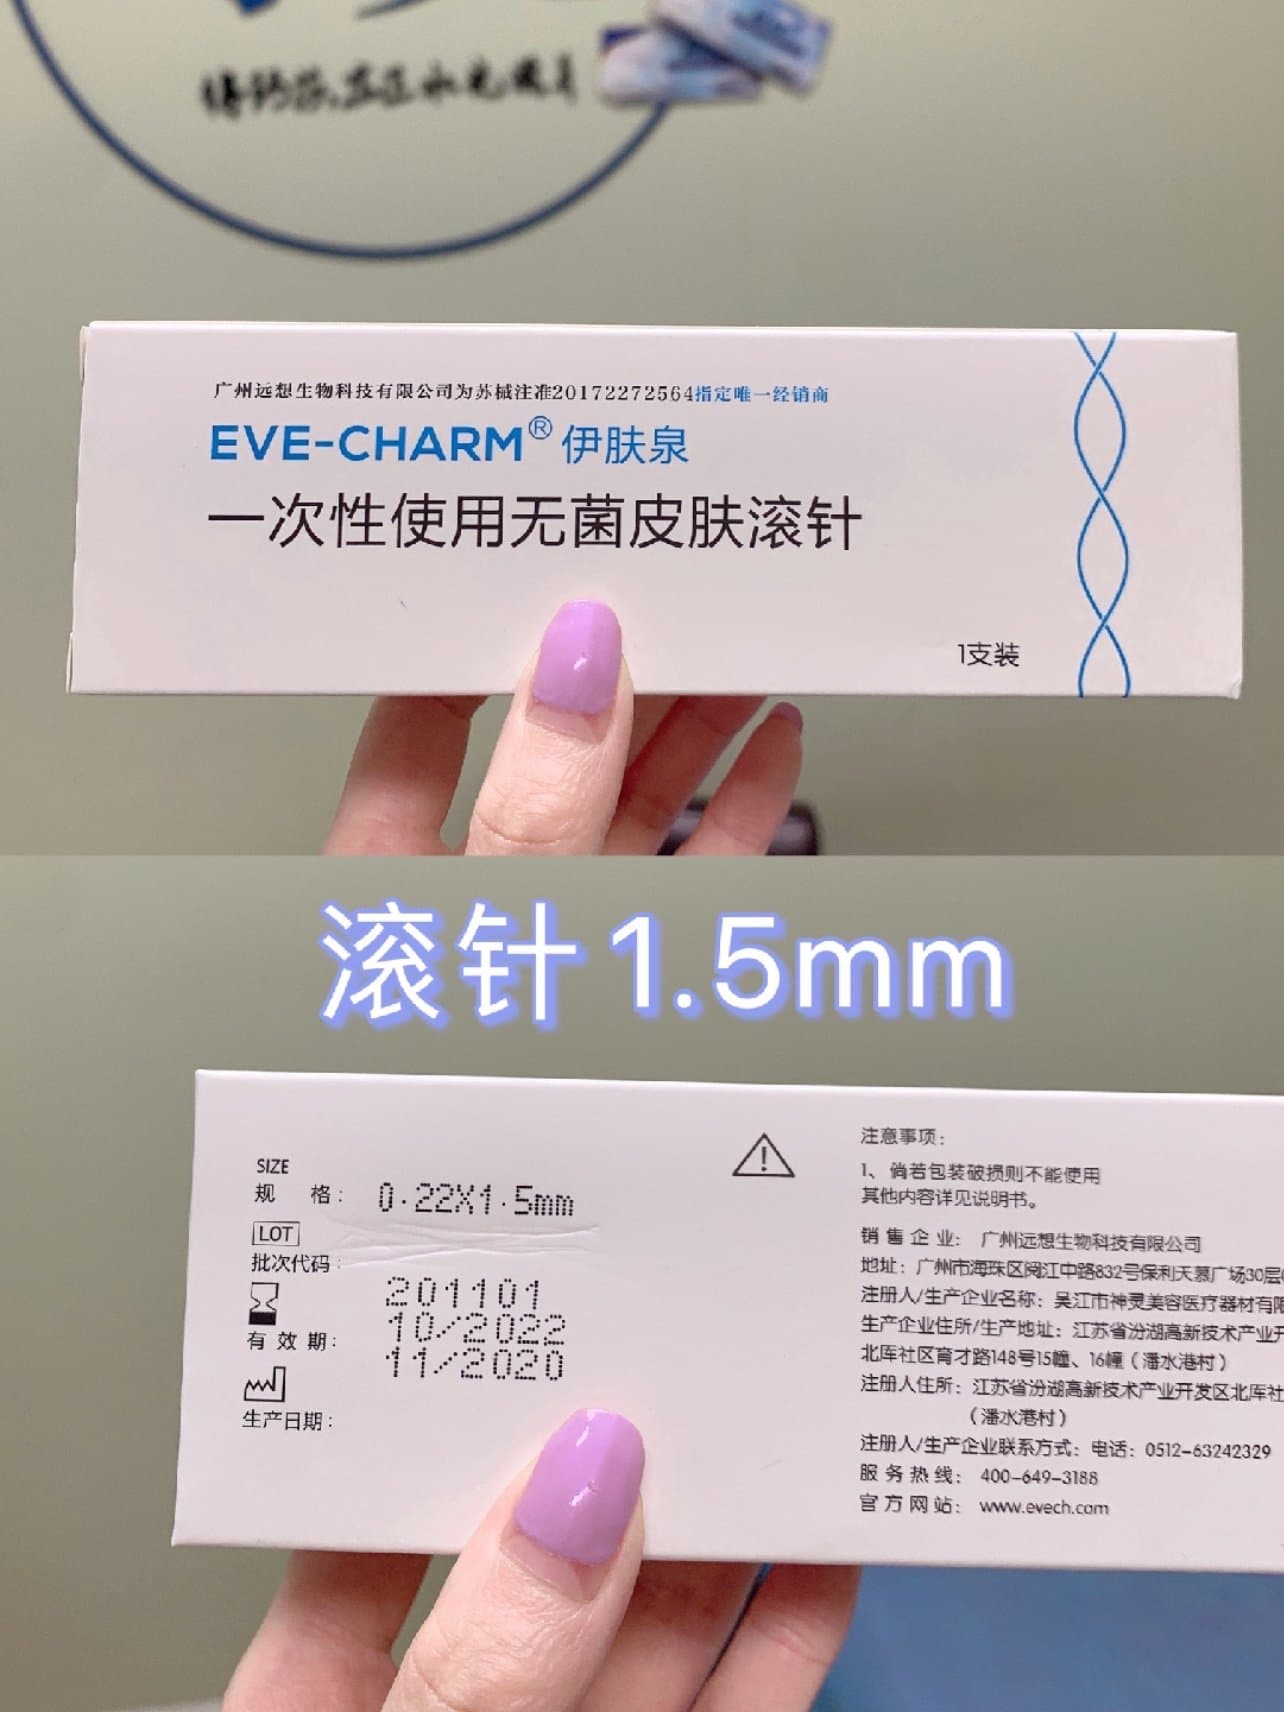 广州远想生物科技有限公司为苏械注准20172272564指定唯一经销商
EVE-CHARM® 伊肤泉
一次性使用无菌皮肤滚针
1支装
滚针1.5mm
SIZE
规 格: 0.22X1.5mm
LOT
批次代码:
201101
10/2022
有效期:
11/2020
生产日期:
注意事项:
1、倘若包装破损则不能使用
其他内容详见说明书。
销售企业: 广州远想生物科技有限公司
地址: 广州市海珠区阅江中路832号保利天幕广场30层
注册人/生产企业名称: 吴江市神灵美容医疗器材有限
生产企业住所/生产地址: 江苏省汾湖高新技术产业开
北厍社区育才路148号15幢、16幢(潘水港村)
注册人住所: 江苏省汾湖高新技术产业开发区北厍社
(潘水港村)
注册人/生产企业联系方式: 电话: 0512-63242329
服务热线: 400-649-3188
官方网站: www.evech.com